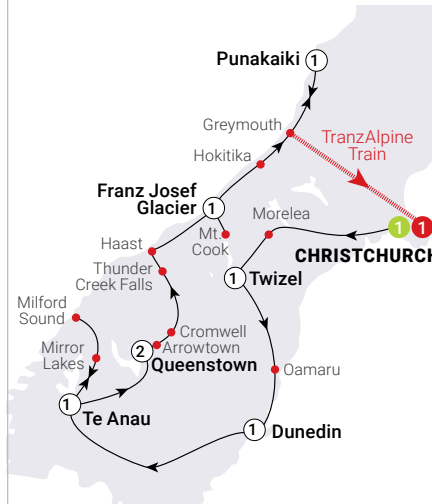 Punakaiki 1
Greymouth
TranzAlpine
Train
Hokitika
Franz Josef
Glacier
1
Mt.
Cook
Morelea
1 1
CHRISTCHURCH
Haast
Thunder
Creek Falls
1 Twizel
Milford
Sound
Mirror
Lakes
Cromwell
Arrowtown
2 Queenstown
Oamaru
1 Te Anau
1 Dunedin